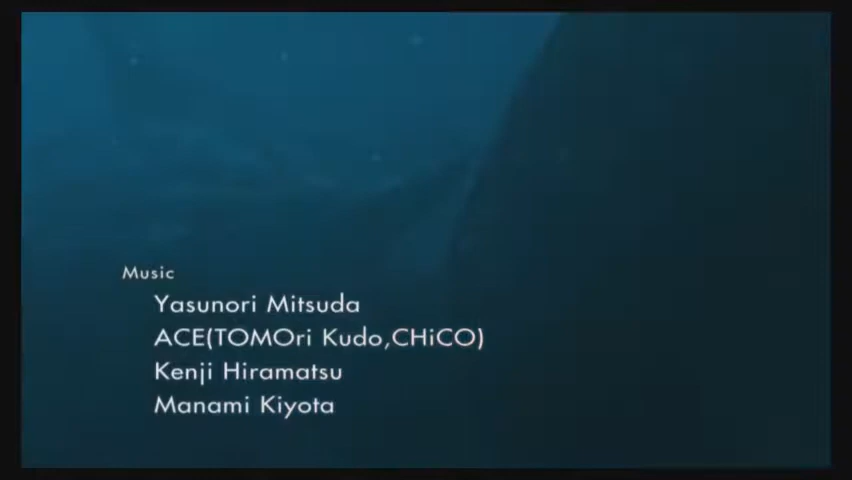 Music
Yasunori Mitsuda
ACE(TOMOri Kudo,CHiCO)
Kenji Hiramatsu
Manami Kiyota